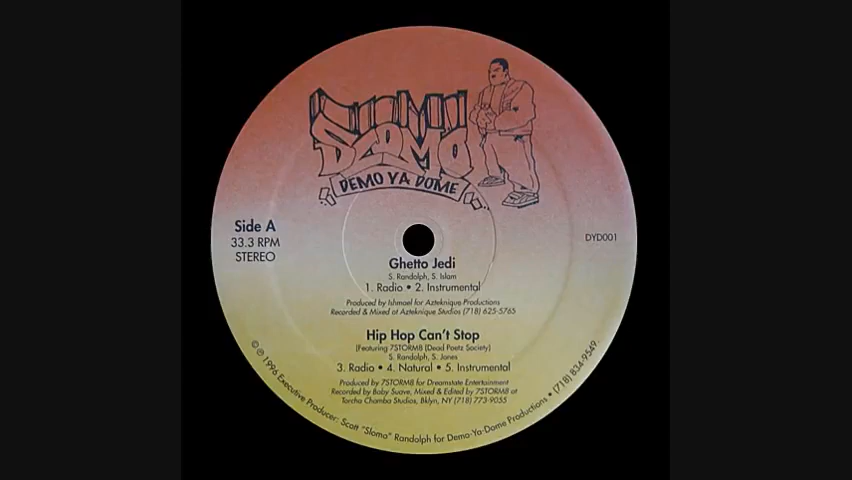 SLOMO
DEMO YA DOME
Side A
33.3 RPM
STEREO
DYD001
Ghetto Jedi
S. Randolph, S. Islam
1. Radio • 2. Instrumental
Produced by Ishmael for Azteknique Productions
Recorded & Mixed at Azteknique Studios (718) 625-5765
Hip Hop Can't Stop
(Featuring 7STORM8 (Dead Poetz Society)
S. Randolph, S. Jones
3. Radio • 4. Natural • 5. Instrumental
Produced by 7STORM8 for Dreamstate Entertainment
Recorded by Baby Suave, Mixed & Edited by 7STORM8 at
Torcha Chamba Studios, Bklyn, NY (718) 773-9055
© ℗ 1996 Executive Producer: Scott "Slomo" Randolph for Demo-Ya-Dome Productions • (718) 834-9549.